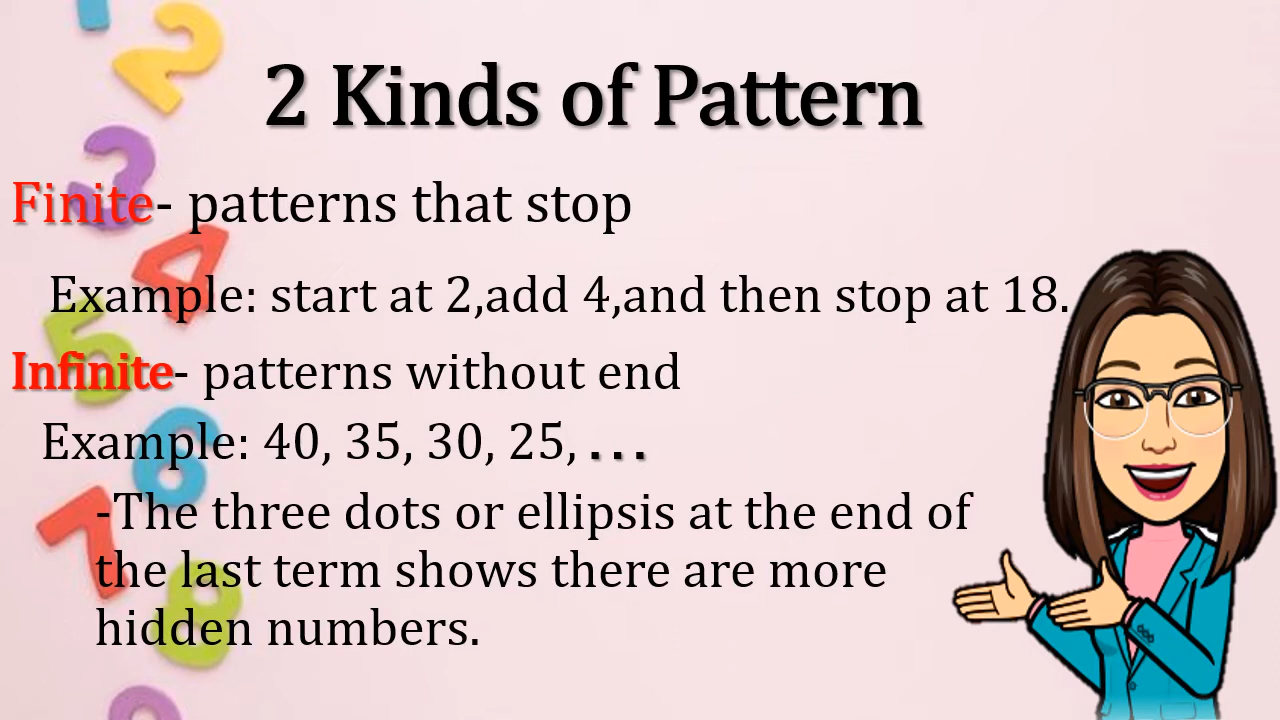 2 Kinds of Pattern
Finite- patterns that stop
Example: start at 2,add 4,and then stop at 18.
Infinite- patterns without end
Example: 40, 35, 30, 25, ...
-The three dots or ellipsis at the end of
the last term shows there are more
hidden numbers.